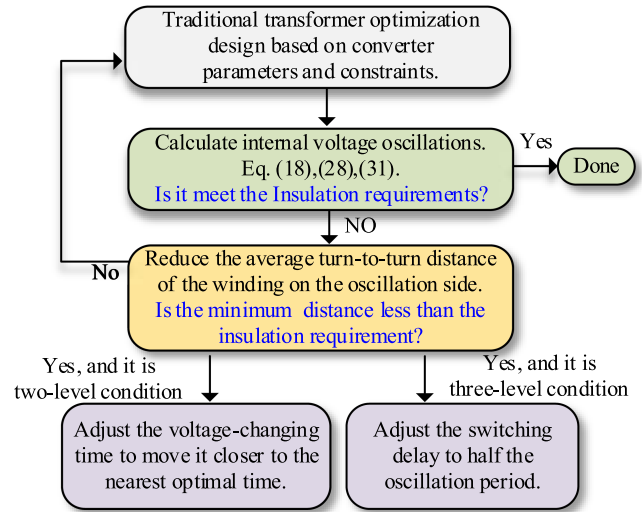 Traditional transformer optimization
design based on converter
parameters and constraints.
Calculate internal voltage oscillations.
Eq. (18),(28),(31).
Is it meet the Insulation requirements?
Yes
Done
NO
No
Reduce the average turn-to-turn distance
of the winding on the oscillation side.
Is the minimum distance less than the
insulation requirement?
Yes, and it is
two-level condition
Yes, and it is
three-level condition
Adjust the voltage-changing
time to move it closer to the
nearest optimal time.
Adjust the switching
delay to half the
oscillation period.